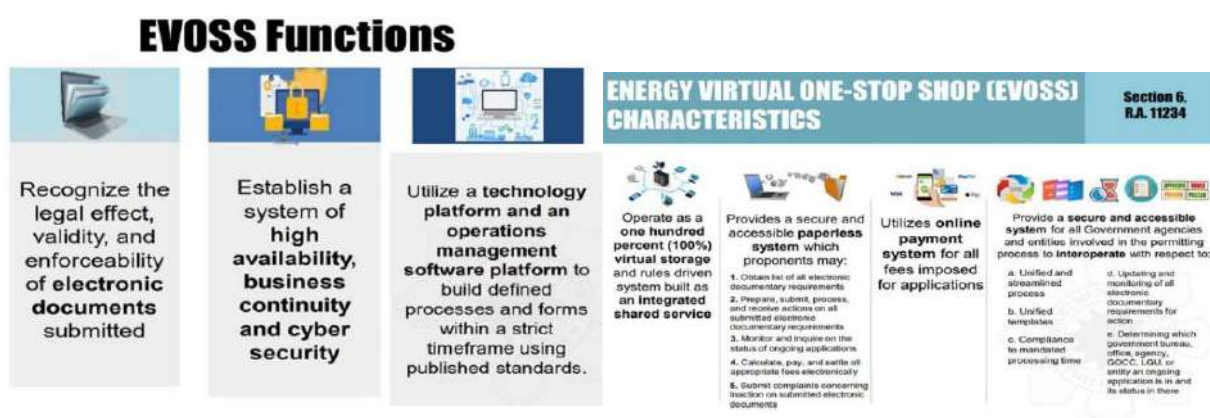 EVOSS Functions
Recognize the
legal effect,
validity, and
enforceability
of electronic
documents
submitted
Establish a
system of
high
availability,
business
continuity
and cyber
security
Utilize a technology
platform and an
operations
management
software platform to
build defined
processes and forms
within a strict
timeframe using
published standards.
ENERGY VIRTUAL ONE-STOP SHOP (EVOSS)
CHARACTERISTICS
Section 6,
R.A. 11234
Operate as a
one hundred
percent (100%)
virtual storage
and rules driven
system built as
an integrated
shared service
Provides a secure and
accessible paperless
system which
proponents may:
1. Obtain list of all electronic
documentary requirements
2. Prepare, submit, process,
and receive actions on all
submitted electronic
documentary requirements
3. Monitor and inquire on the
status of ongoing applications
4. Calculate, pay, and settle all
appropriate fees electronically
5. Submit complaints concerning
inaction on submitted electronic
documents
VISA
Utilizes online
payment
system for all
fees imposed
for applications
Provide a secure and accessible
system for all Government agencies
and entities involved in the permitting
process to interoperate with respect to:
a. Unified and
streamlined
process
b. Unified
templates
c. Compliance
to mandated
processing time
d. Updating and
monitoring of all
electronic
documentary
requirements for
action
e. Determining which
government bureau,
office, agency,
GOCC, LGU, or
entity an ongoing
application is in and
its status in there